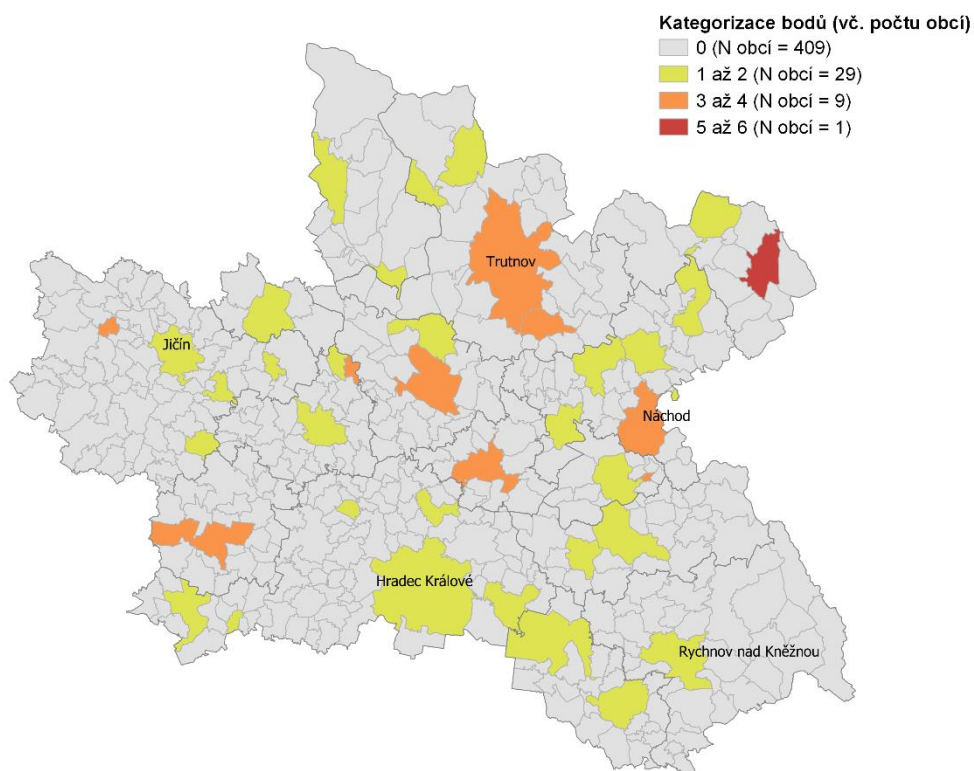 Kategorizace bodů (vč. počtu obcí)
0 (N obcí = 409)
1 až 2 (N obcí = 29)
3 až 4 (N obcí = 9)
5 až 6 (N obcí = 1)
Trutnov
Jičín
Náchod
Hradec Králové
Rychnov nad Kněžnou